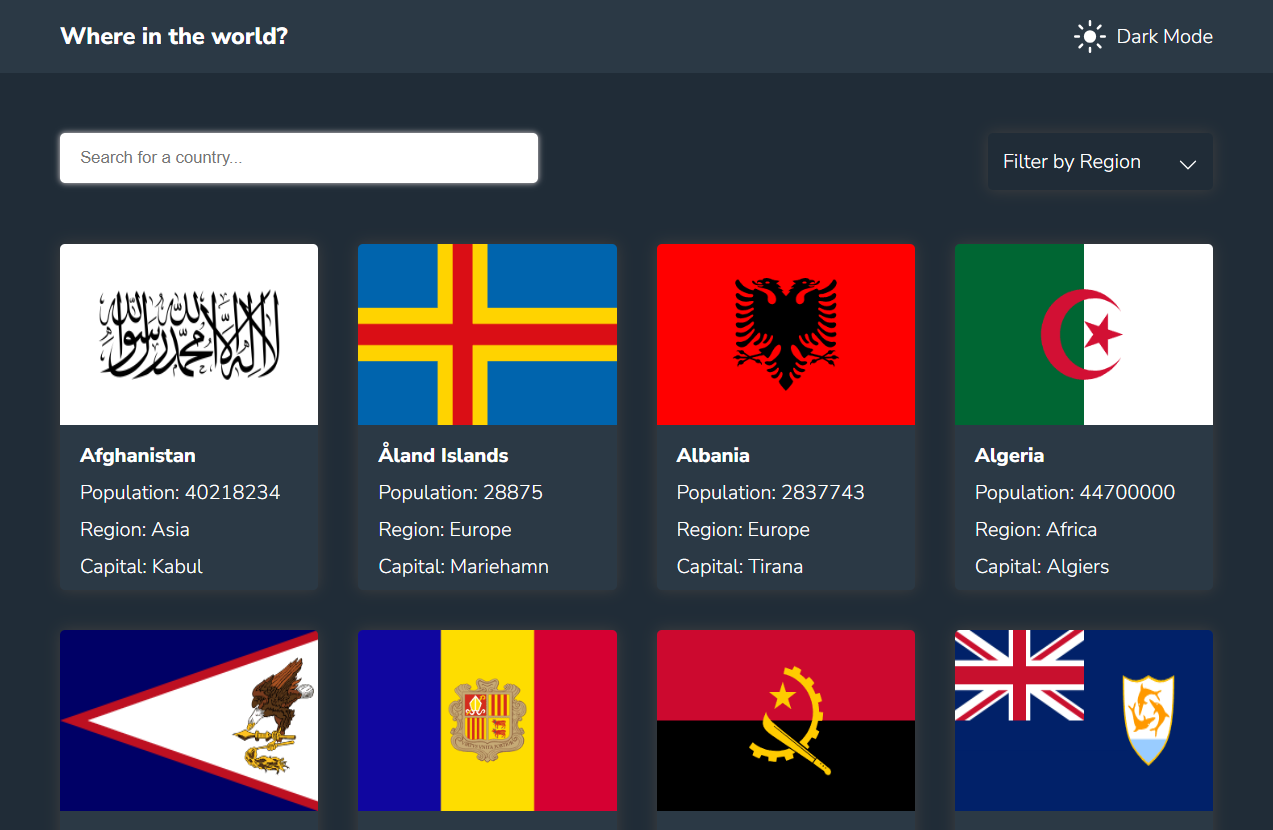 Where in the world?
Dark Mode
Search for a country...
Filter by Region
لا إله إلا الله محمد رسول الله
Afghanistan
Population: 40218234
Region: Asia
Capital: Kabul
Åland Islands
Population: 28875
Region: Europe
Capital: Mariehamn
Albania
Population: 2837743
Region: Europe
Capital: Tirana
Algeria
Population: 44700000
Region: Africa
Capital: Algiers